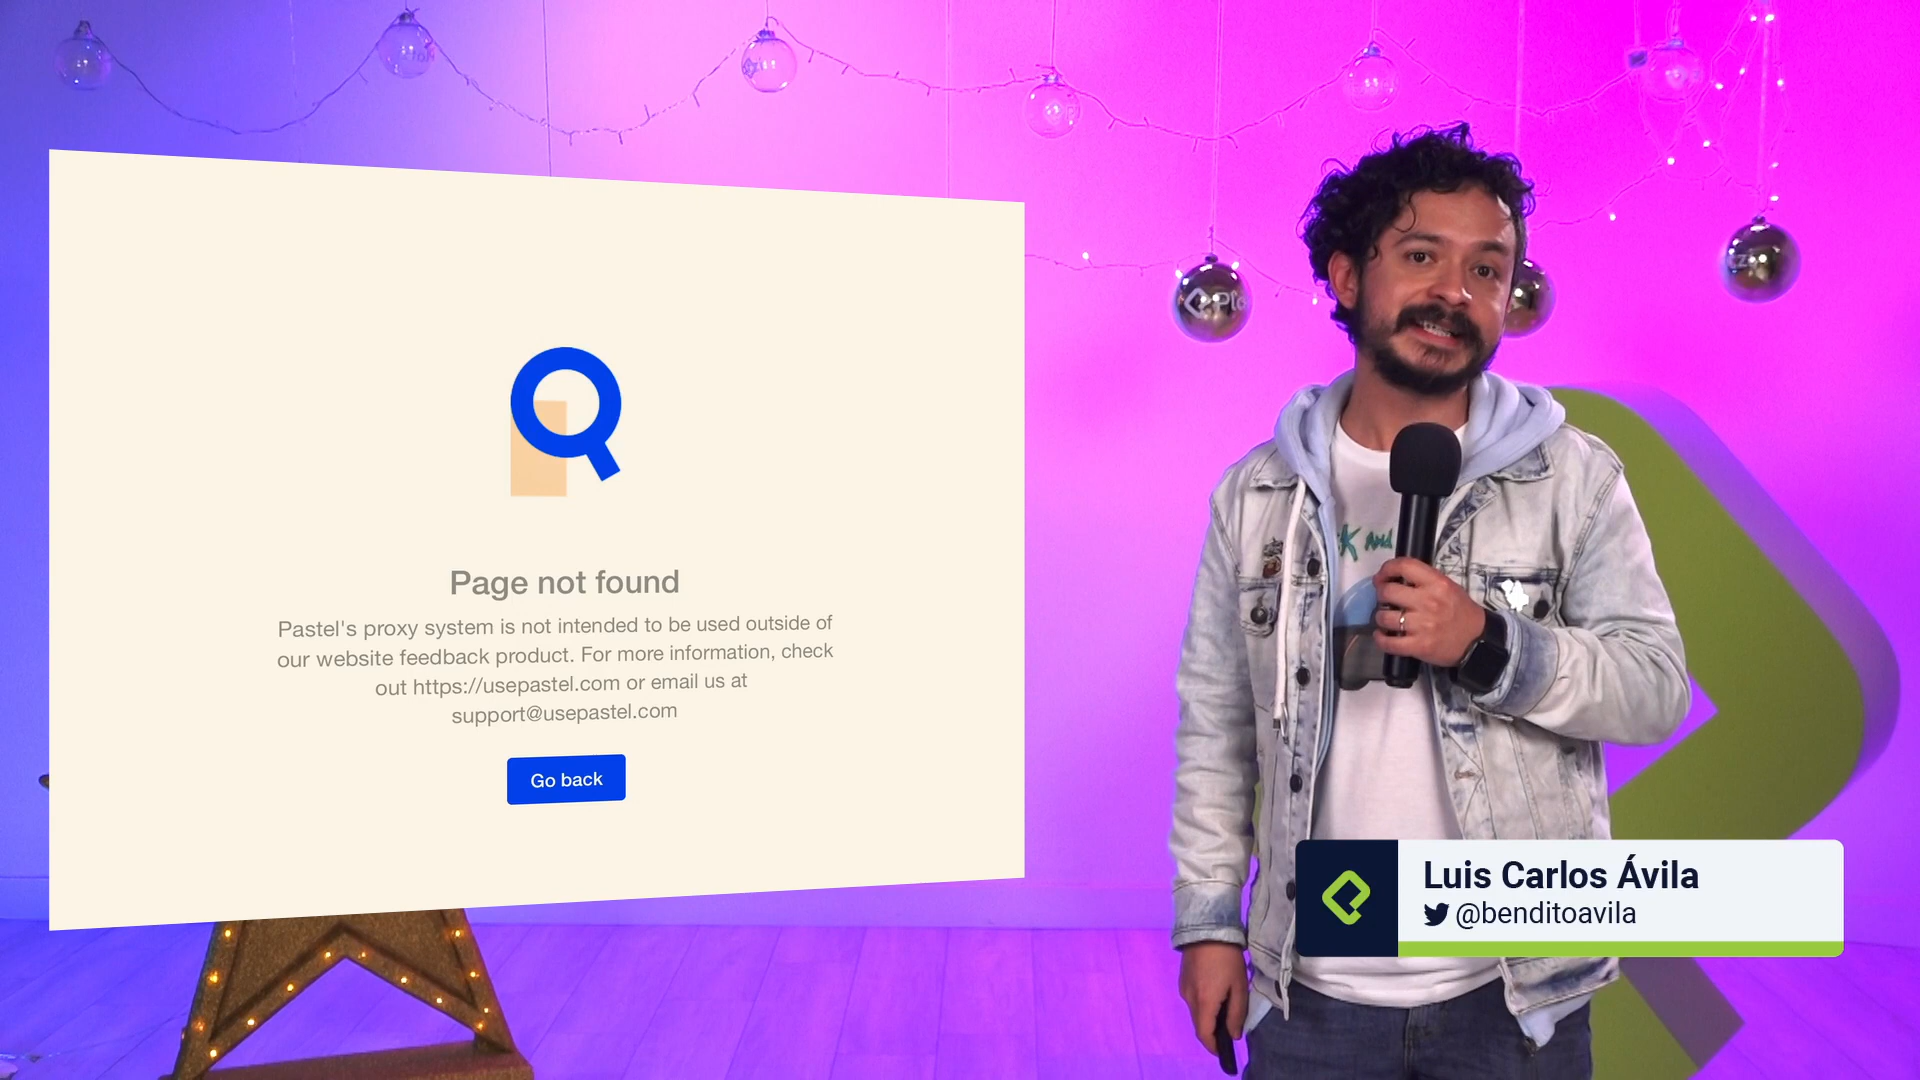 Page not found
Pastel's proxy system is not intended to be used outside of
our website feedback product. For more information, check
out https://usepastel.com or email us at
support@usepastel.com
Go back
Luis Carlos Ávila
@benditoavila